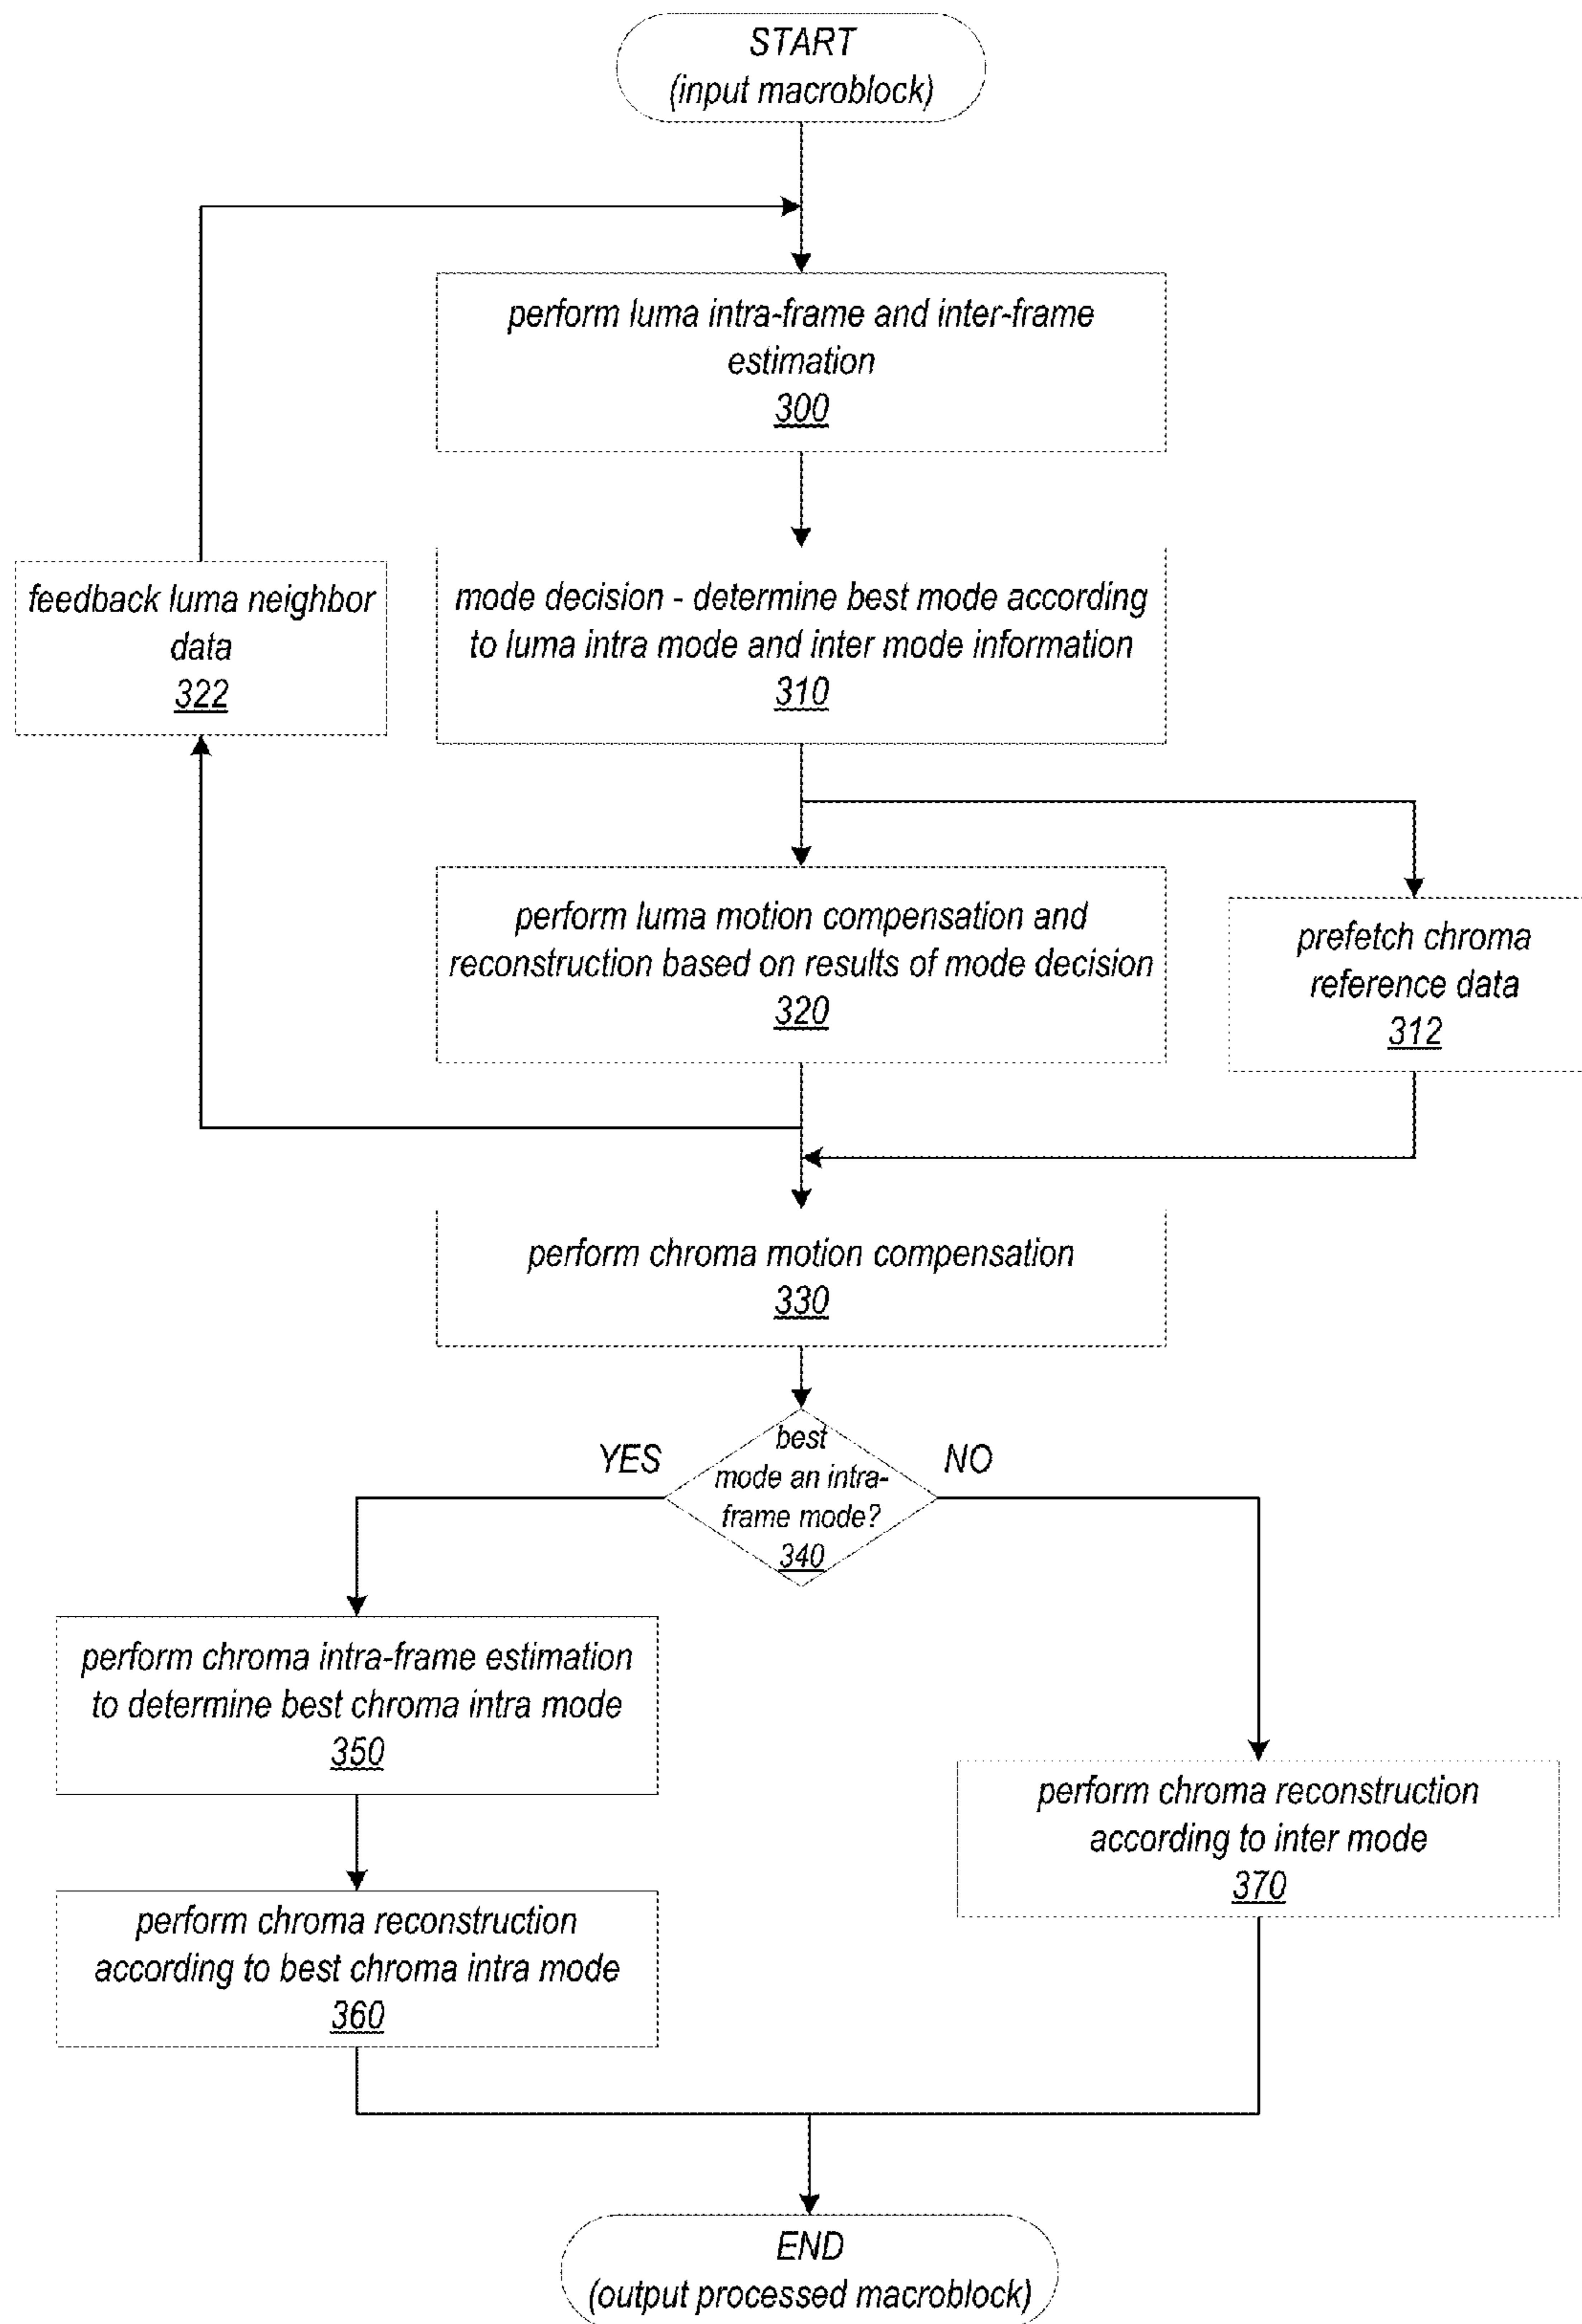 START
(input macroblock)
perform luma intra-frame and inter-frame
estimation
300
feedback luma neighbor
data
322
mode decision - determine best mode according
to luma intra mode and inter mode information
310
perform luma motion compensation and
reconstruction based on results of mode decision
320
prefetch chroma
reference data
312
perform chroma motion compensation
330
YES
best
mode an intra-
frame mode?
340
NO
perform chroma intra-frame estimation
to determine best chroma intra mode
350
perform chroma reconstruction
according to inter mode
370
perform chroma reconstruction
according to best chroma intra mode
360
END
(output processed macroblock)